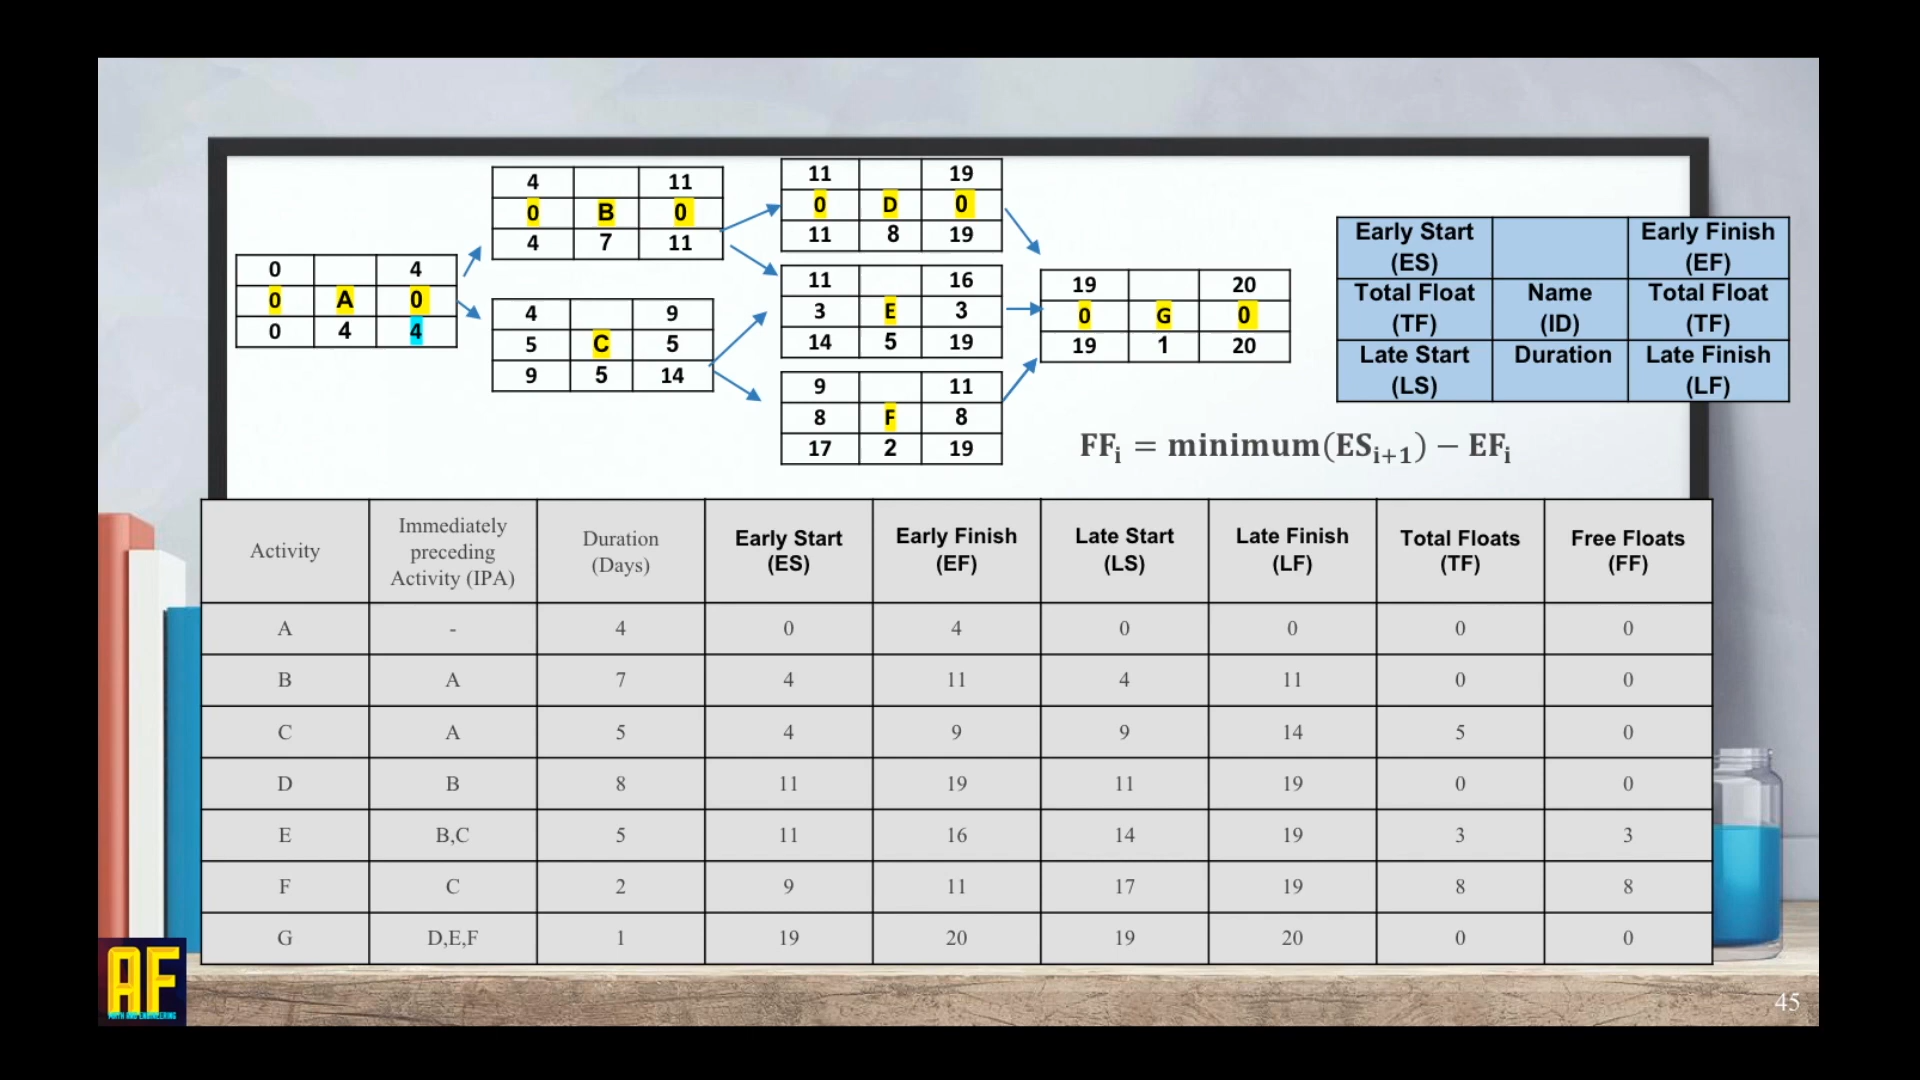 4 11
0 B 0
4 7 11
11 19
0 D 0
11 8 19
0 4
0 A 0
0 4 4
4 9
5 C 5
9 5 14
11 16
3 E 3
14 5 19
9 11
8 F 8
17 2 19
19 20
0 G 0
19 1 20
Early Start
(ES)
Early Finish
(EF)
Total Float
(TF)
Name
(ID)
Total Float
(TF)
Late Start
(LS)
Duration
Late Finish
(LF)
FFᵢ = minimum(ESᵢ₊₁) − EFᵢ
Activity
Immediately
preceding
Activity (IPA)
Duration
(Days)
Early Start
(ES)
Early Finish
(EF)
Late Start
(LS)
Late Finish
(LF)
Total Floats
(TF)
Free Floats
(FF)
A - 4 0 4 0 0 0 0
B A 7 4 11 4 11 0 0
C A 5 4 9 9 14 5 0
D B 8 11 19 11 19 0 0
E B,C 5 11 16 14 19 3 3
F C 2 9 11 17 19 8 8
G D,E,F 1 19 20 19 20 0 0
AF
45